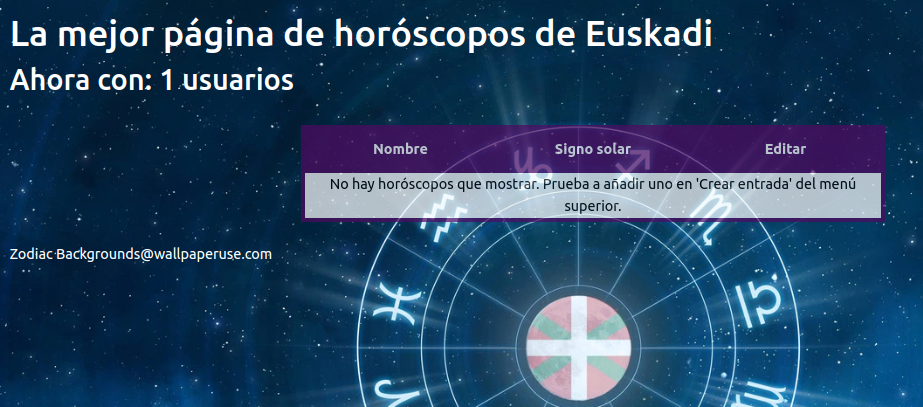 La mejor página de horóscopos de Euskadi
Ahora con: 1 usuarios
Nombre Signo solar Editar
No hay horóscopos que mostrar. Prueba a añadir uno en 'Crear entrada' del menú
superior.
Zodiac Backgrounds@wallpaperuse.com